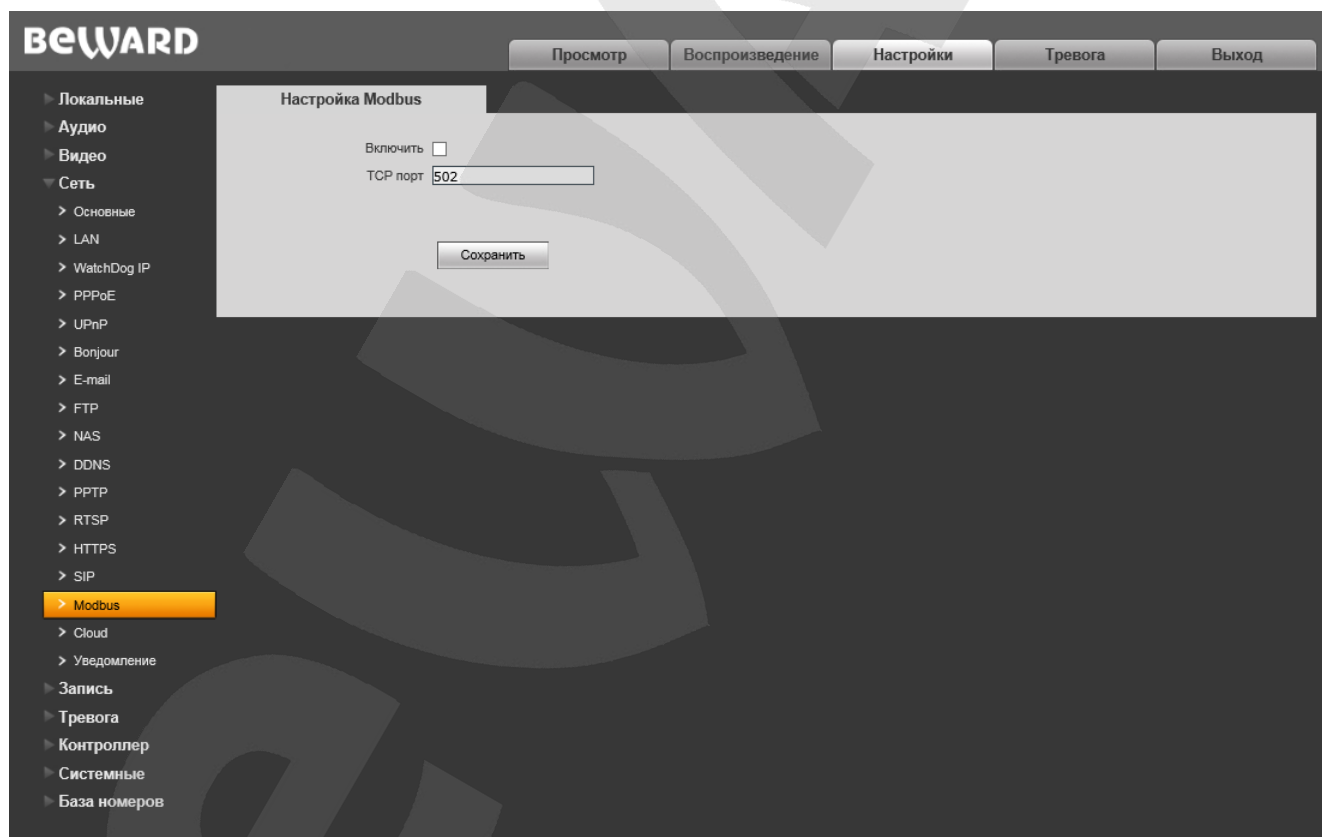 BEWARD
Просмотр
Воспроизведение
Настройки
Тревога
Выход
Локальные
Аудио
Видео
Сеть
Основные
LAN
WatchDog IP
PPPoE
UPnP
Bonjour
E-mail
FTP
NAS
DDNS
PPTP
RTSP
HTTPS
SIP
Modbus
Cloud
Уведомление
Запись
Тревога
Контроллер
Системные
База номеров
Настройка Modbus
Включить
TCP порт 502
Сохранить